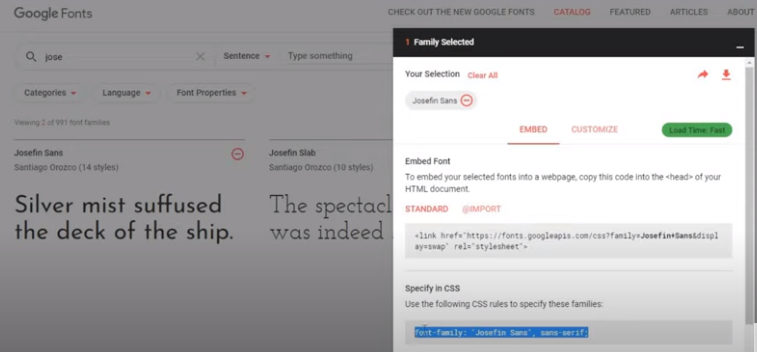 Google Fonts
CHECK OUT THE NEW GOOGLE FONTS
CATALOG
FEATURED
ARTICLES
ABOUT
jose
Sentence
Type something
Categories
Language
Font Properties
Viewing 2 of 991 font families
Josefin Sans
Santiago Orozco (14 styles)
Silver mist suffused
the deck of the ship.
Josefin Slab
Santiago Orozco (10 styles)
The spectacl
was indeed
1 Family Selected
Your Selection
Clear All
Josefin Sans
EMBED
CUSTOMIZE
Load Time: Fast
Embed Font
To embed your selected fonts into a webpage, copy this code into the <head> of your
HTML document.
STANDARD
@IMPORT
<link href="https://fonts.googleapis.com/css?family=Josefin+Sans&displ
ay=swap" rel="stylesheet">
Specify in CSS
Use the following CSS rules to specify these families:
font-family: 'Josefin Sans', sans-serif;